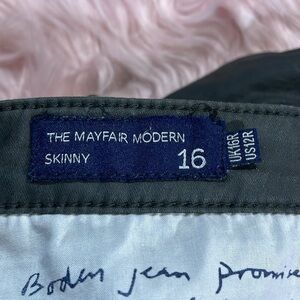 THE MAYFAIR MODERN
SKINNY 16
UK16R
US12R
Boden jean promise